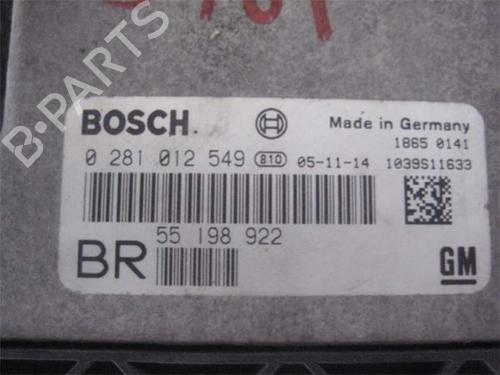 B-PARTS
BOSCH Made in Germany
1865 0141
0 281 012 549 810 05-11-14 1039S11633
55 198 922
BR GM